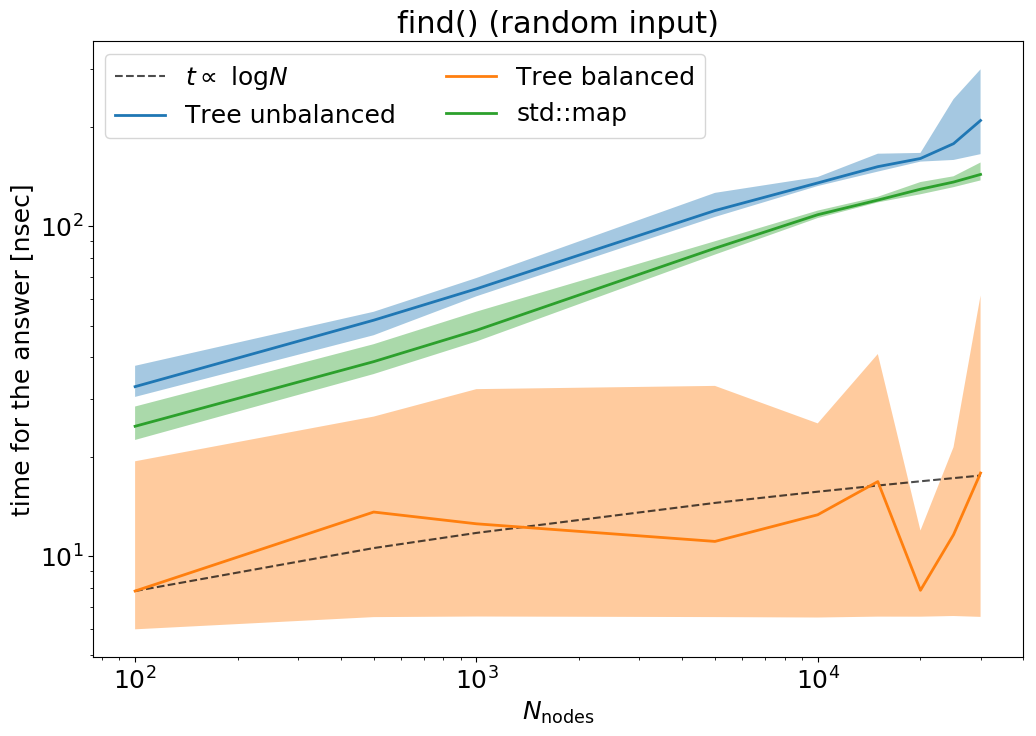 find() (random input)
t ∝ logN
Tree unbalanced
Tree balanced
std::map
time for the answer [nsec]
10²
10¹
10² 10³ 10⁴
N_nodes